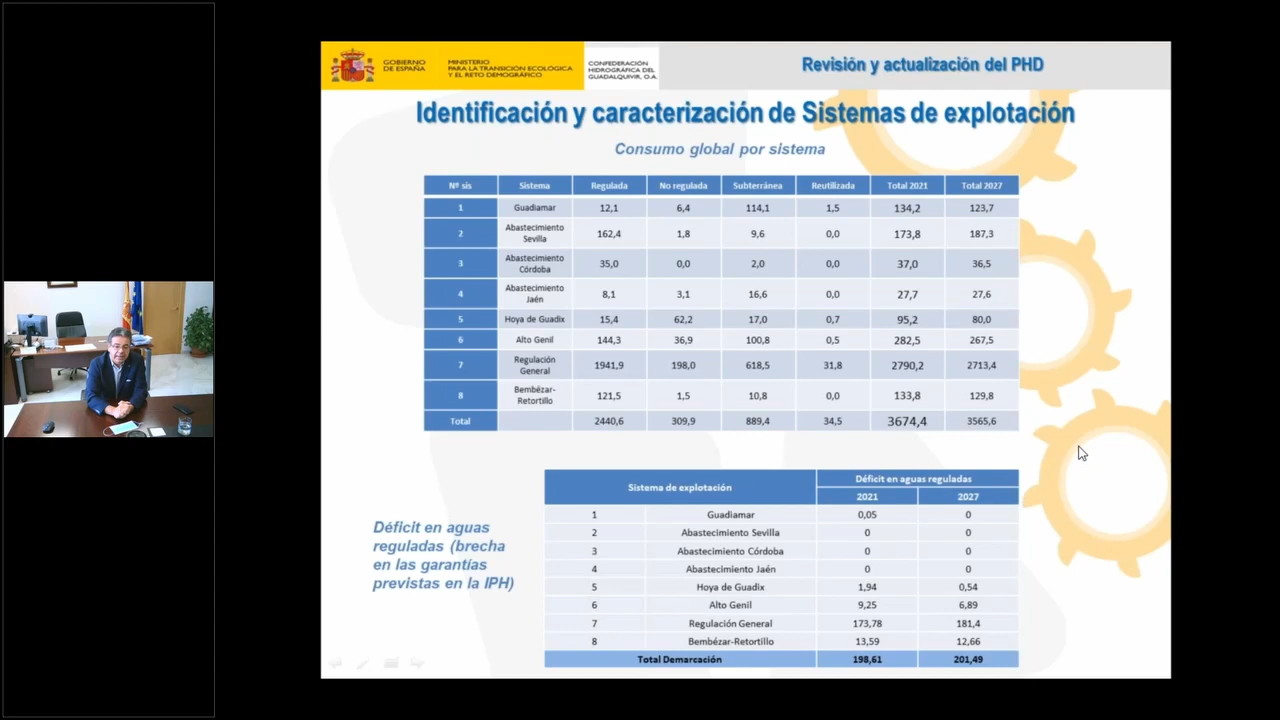 GOBIERNO
DE ESPAÑA
MINISTERIO
PARA LA TRANSICIÓN ECOLÓGICA
Y EL RETO DEMOGRÁFICO
CONFEDERACIÓN
HIDROGRÁFICA DEL
GUADALQUIVIR, O.A.
Revisión y actualización del PHD
Identificación y caracterización de Sistemas de explotación
Consumo global por sistema
Nº sis Sistema Regulada No regulada Subterránea Reutilizada Total 2021 Total 2027
1 Guadiamar 12,1 6,4 114,1 1,5 134,2 123,7
2 Abastecimiento Sevilla 162,4 1,8 9,6 0,0 173,8 187,3
3 Abastecimiento Córdoba 35,0 0,0 2,0 0,0 37,0 36,5
4 Abastecimiento Jaén 8,1 3,1 16,6 0,0 27,7 27,6
5 Hoya de Guadix 15,4 62,2 17,0 0,7 95,2 80,0
6 Alto Genil 144,3 36,9 100,8 0,5 282,5 267,5
7 Regulación General 1941,9 198,0 618,5 31,8 2790,2 2713,4
8 Bembézar-Retortillo 121,5 1,5 10,8 0,0 133,8 129,8
Total 2440,6 309,9 889,4 34,5 3674,4 3565,6
Déficit en aguas
reguladas (brecha
en las garantías
previstas en la IPH)
Sistema de explotación Déficit en aguas reguladas
2021 2027
1 Guadiamar 0,05 0
2 Abastecimiento Sevilla 0 0
3 Abastecimiento Córdoba 0 0
4 Abastecimiento Jaén 0 0
5 Hoya de Guadix 1,94 0,54
6 Alto Genil 9,25 6,89
7 Regulación General 173,78 181,4
8 Bembézar-Retortillo 13,59 12,66
Total Demarcación 198,61 201,49